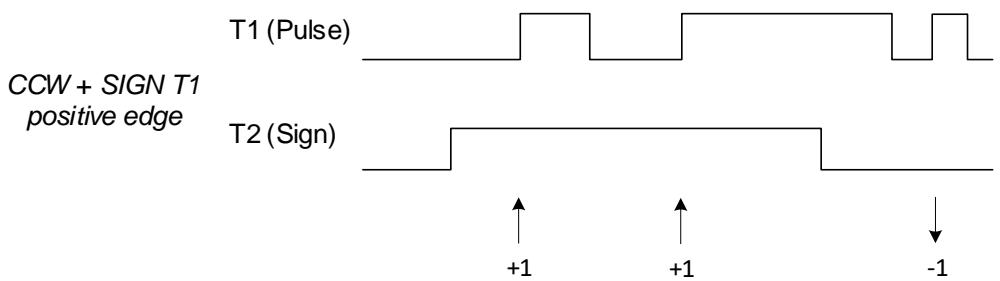 T1 (Pulse)
CCW + SIGN T1
positive edge
T2 (Sign)
+1
+1
-1